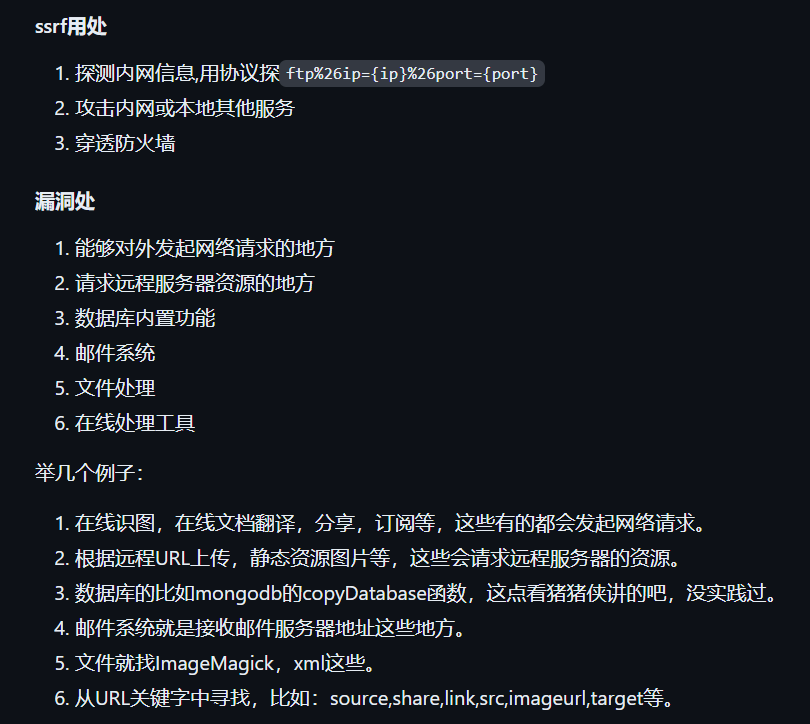 ssrf用处
1. 探测内网信息,用协议探ftp%26ip={ip}%26port={port}
2. 攻击内网或本地其他服务
3. 穿透防火墙
漏洞处
1. 能够对外发起网络请求的地方
2. 请求远程服务器资源的地方
3. 数据库内置功能
4. 邮件系统
5. 文件处理
6. 在线处理工具
举几个例子：
1. 在线识图，在线文档翻译，分享，订阅等，这些有的都会发起网络请求。
2. 根据远程URL上传，静态资源图片等，这些会请求远程服务器的资源。
3. 数据库的比如mongodb的copyDatabase函数，这点看猪猪侠讲的吧，没实践过。
4. 邮件系统就是接收邮件服务器地址这些地方。
5. 文件就找ImageMagick，xml这些。
6. 从URL关键字中寻找，比如：source,share,link,src,imageurl,target等。